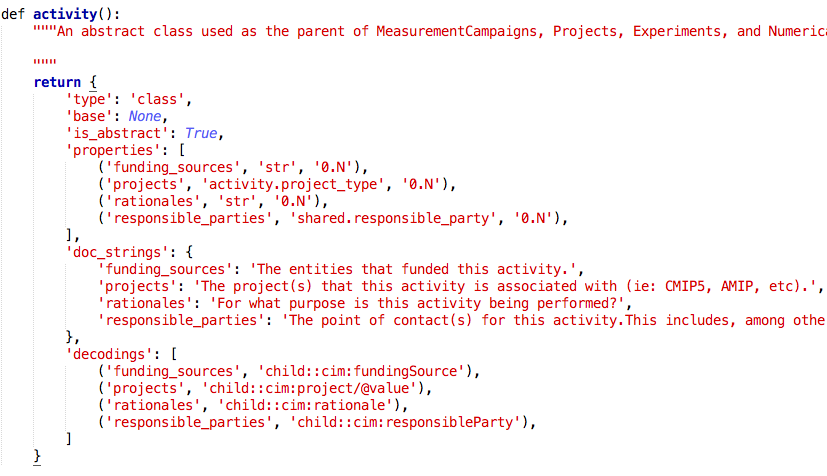 def activity():
    """An abstract class used as the parent of MeasurementCampaigns, Projects, Experiments, and
    """
    return {
        'type': 'class',
        'base': None,
        'is_abstract': True,
        'properties': [
            ('funding_sources', 'str', '0.N'),
            ('projects', 'activity.project_type', '0.N'),
            ('rationales', 'str', '0.N'),
            ('responsible_parties', 'shared.responsible_party', '0.N'),
        ],
        'doc_strings': {
            'funding_sources': 'The entities that funded this activity.',
            'projects': 'The project(s) that this activity is associated with (ie: CMIP5, AMIP, etc).',
            'rationales': 'For what purpose is this activity being performed?',
            'responsible_parties': 'The point of contact(s) for this activity.This includes, among
        },
        'decodings': [
            ('funding_sources', 'child::cim:fundingSource'),
            ('projects', 'child::cim:project/@value'),
            ('rationales', 'child::cim:rationale'),
            ('responsible_parties', 'child::cim:responsibleParty'),
        ]
    }